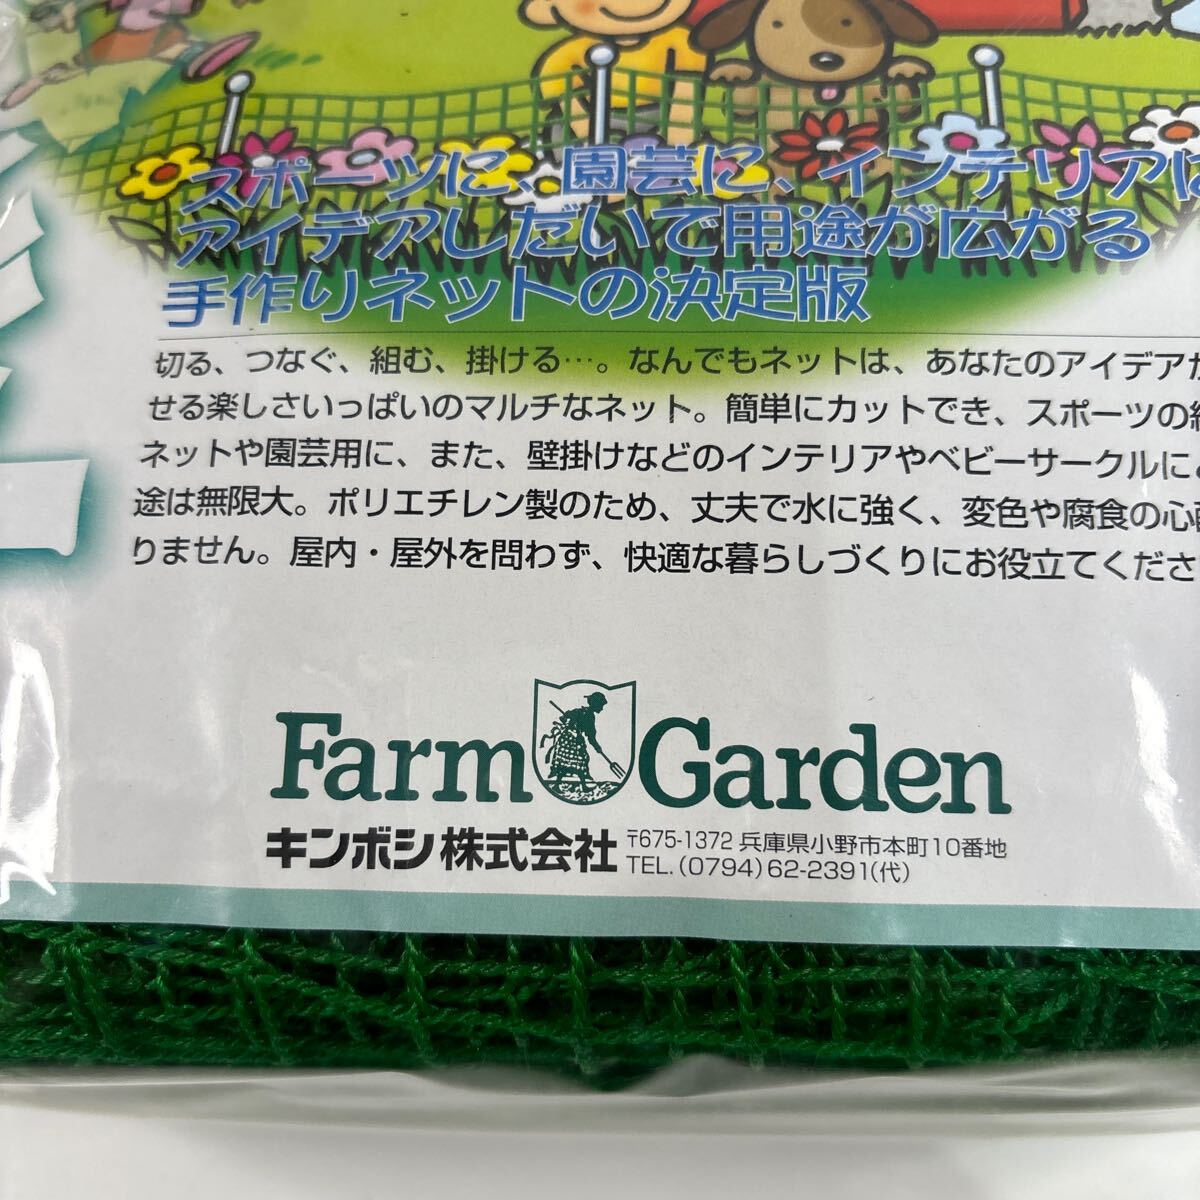 スポーツに、園芸に、インテリアに
アイデアしだいで用途が広がる
手作りネットの決定版
切る、つなぐ、組む、掛ける…。なんでもネットは、あなたのアイデアが
せる楽しさいっぱいのマルチなネット。簡単にカットでき、スポーツの
ネットや園芸用に、また、壁掛けなどのインテリアやベビーサークルに
途は無限大。ポリエチレン製のため、丈夫で水に強く、変色や腐食の心
りません。屋内・屋外を問わず、快適な暮らしづくりにお役立てくださ
Farm Garden
キンボシ株式会社 〒675-1372 兵庫県小野市本町10番地
TEL.(0794)62-2391(代)